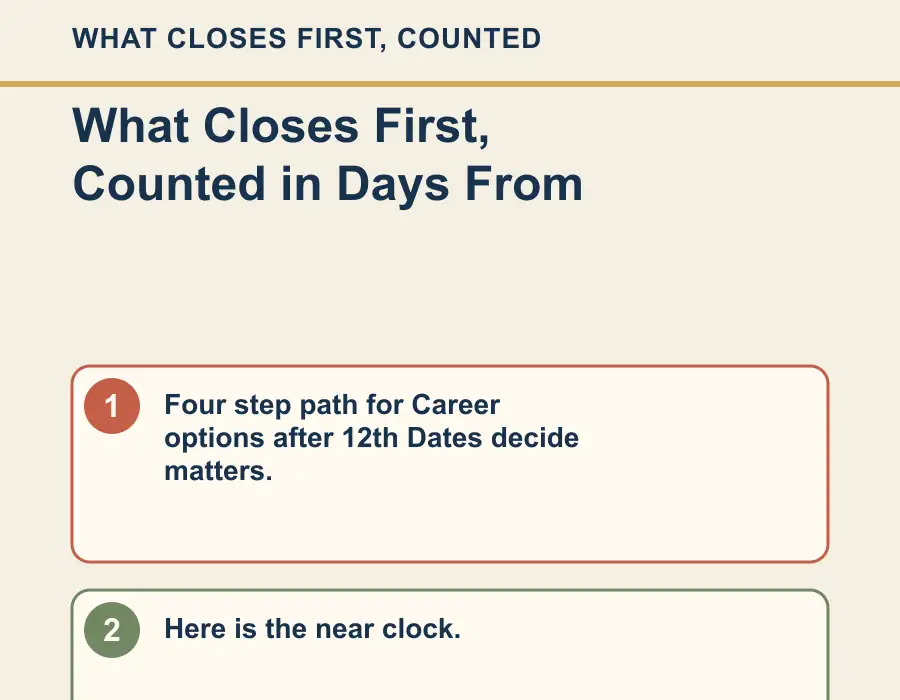 WHAT CLOSES FIRST, COUNTED
What Closes First,
Counted in Days From
1
Four step path for Career
options after 12th Dates decide
matters.
2
Here is the near clock.